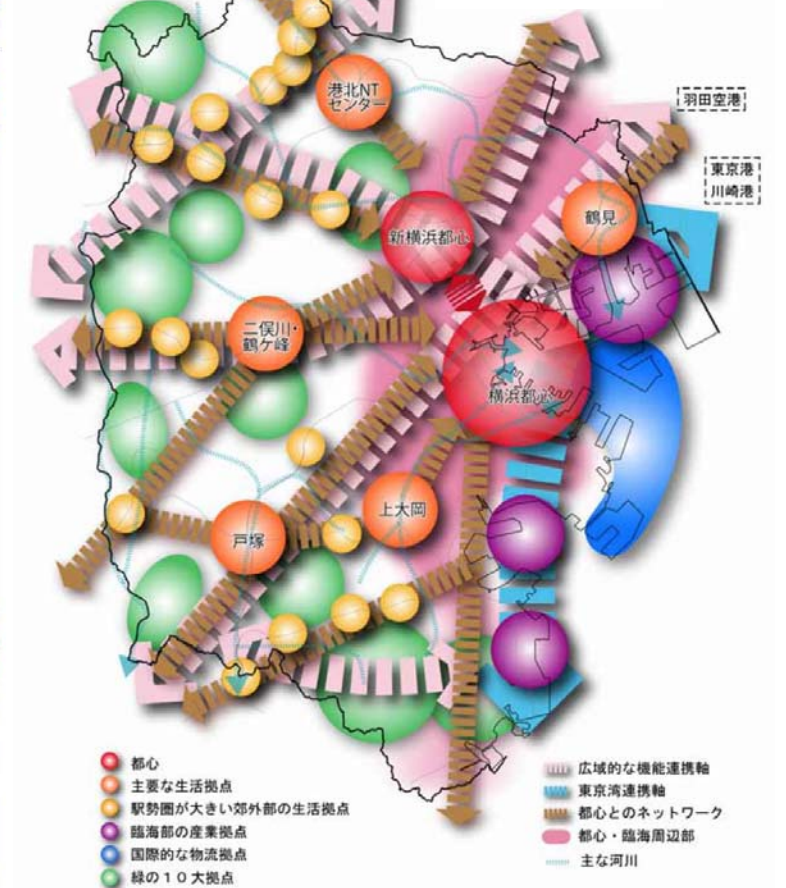 港北NT
センター
羽田空港
東京港
川崎港
鶴見
新横浜都心
二俣川・
鶴ケ峰
横浜都心
上大岡
戸塚
都心
主要な生活拠点
駅勢圏が大きい郊外部の生活拠点
臨海部の産業拠点
国際的な物流拠点
緑の10大拠点
広域的な機能連携軸
東京湾連携軸
都心とのネットワーク
都心・臨海周辺部
主な河川